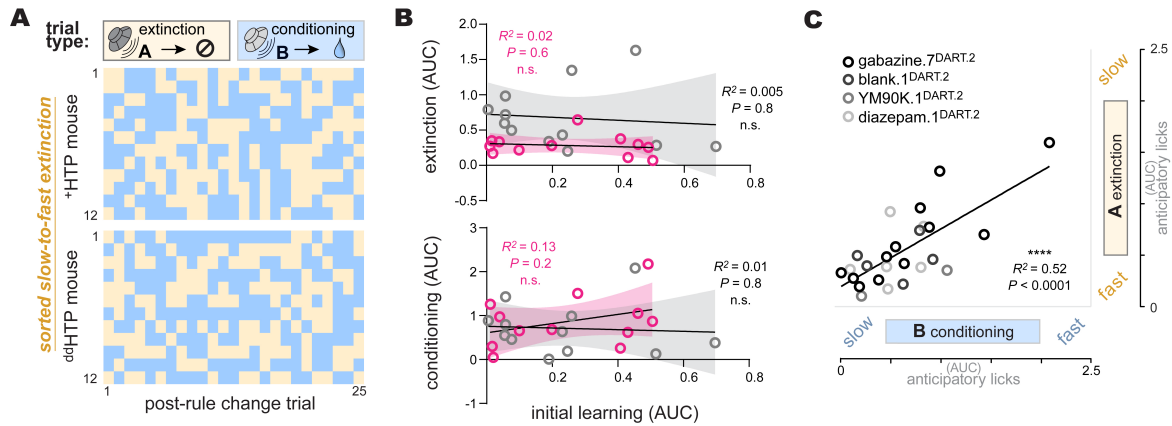 A
trial
type:
extinction
A → 
conditioning
B → 
sorted slow-to-fast extinction
+HTP mouse
1
12
ddHTP mouse
1
12
25
post-rule change trial
B
extinction (AUC)
2.0
1.5
1.0
0.5
0.0
-0.5
0.2
0.4
0.6
0.8
R² = 0.02
P = 0.6
n.s.
R² = 0.005
P = 0.8
n.s.
conditioning (AUC)
3
2
1
0
-1
0.2
0.4
0.6
0.8
R² = 0.13
P = 0.2
n.s.
R² = 0.01
P = 0.8
n.s.
initial learning (AUC)
C
gabazine.7DART.2
blank.1DART.2
YM90K.1DART.2
diazepam.1DART.2
****
R² = 0.52
P < 0.0001
2.5
slow
A extinction
(AUC)
anticipatory licks
fast
0
slow
B conditioning
fast
0
(AUC)
anticipatory licks
2.5